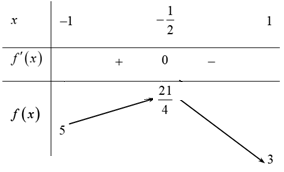 x −1 −1/2 1
f′(x) + 0 −
f(x) 5 21/4 3